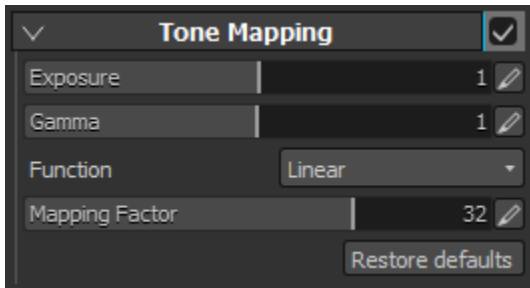 Tone Mapping
Exposure 1
Gamma 1
Function Linear
Mapping Factor 32
Restore defaults